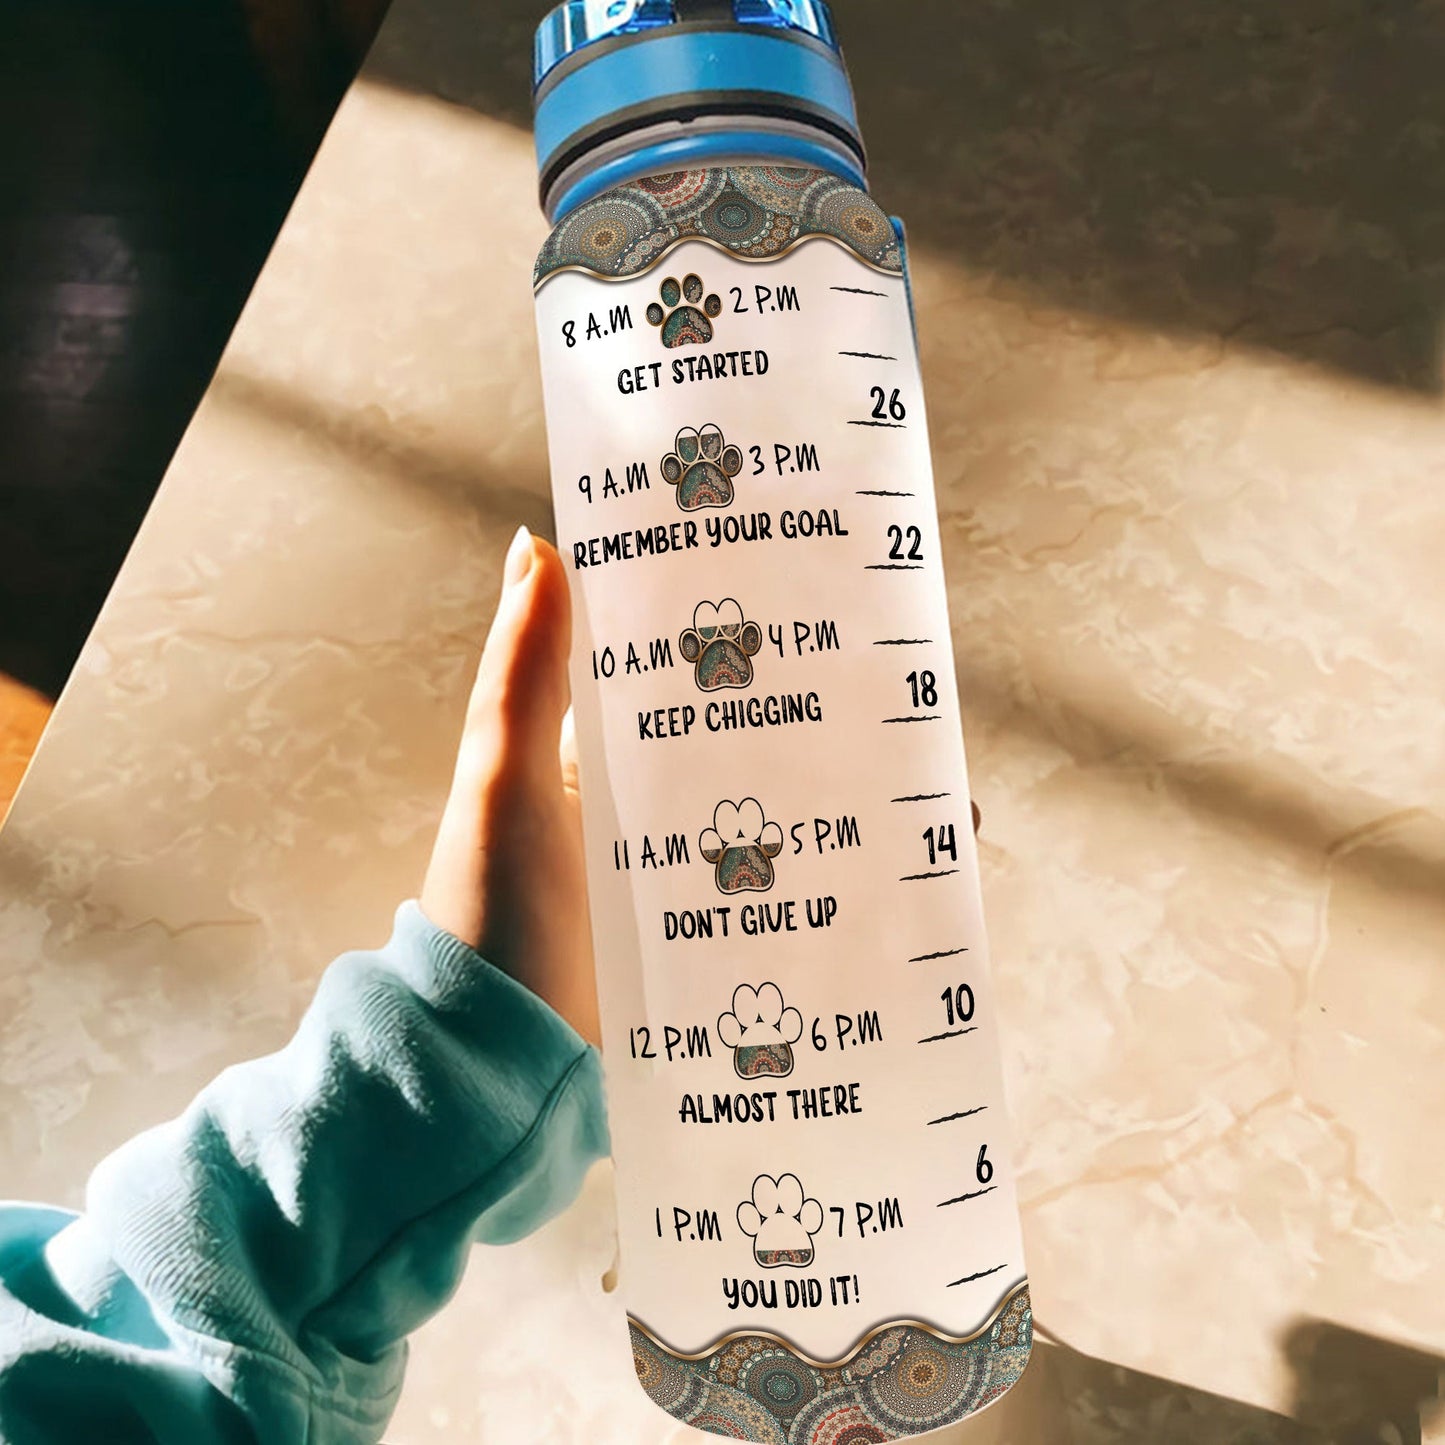 8 A.M 2 P.M
GET STARTED
26
9 A.M 3 P.M
REMEMBER YOUR GOAL
22
10 A.M 4 P.M
KEEP CHIGGING
18
11 A.M 5 P.M
DON'T GIVE UP
14
12 P.M 6 P.M
ALMOST THERE
10
1 P.M 7 P.M
YOU DID IT!
6